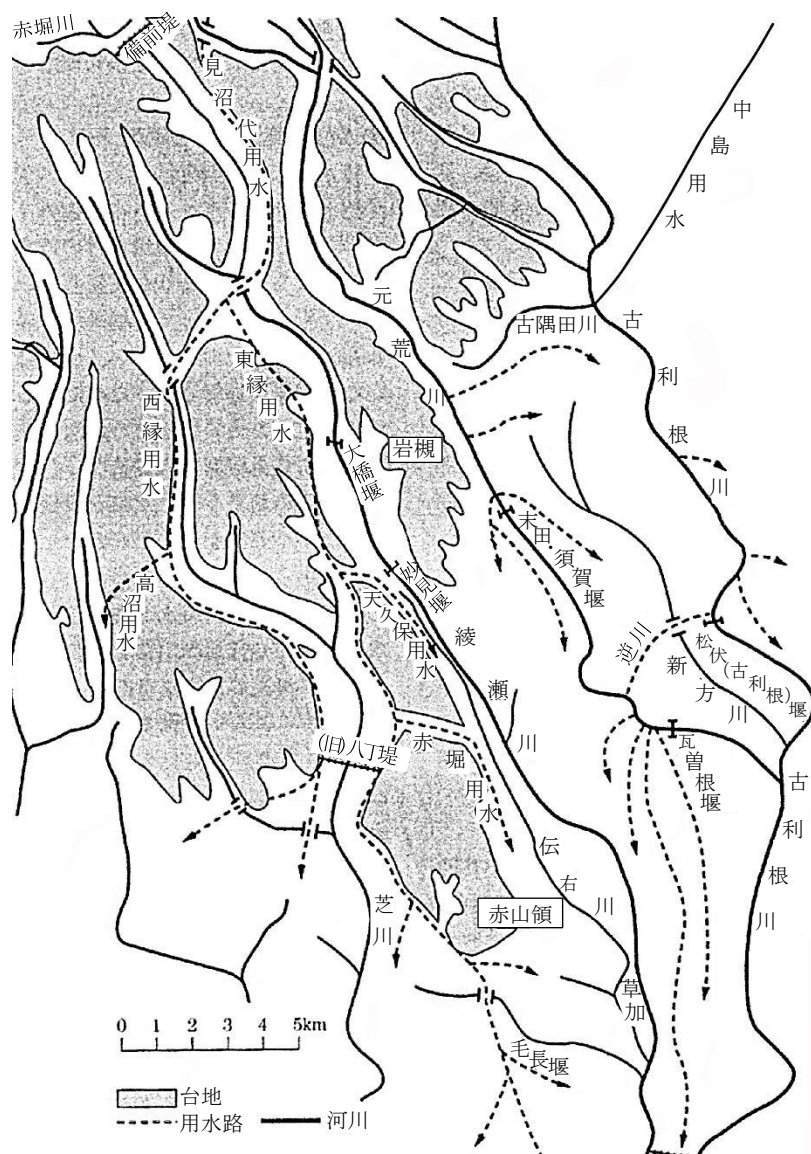 赤堀川
備前堤
見沼代用水
中島用水
元荒川
古隅田川
古利根川
東縁用水
西縁用水
岩槻
大橋堰
末田・須賀堰
妙見堰
高沼用水
天久保用水
綾瀬川
逆川
松伏(古利根)堰
新方川
(旧)八丁堤
赤堀用水
瓦曽根堰
古利根川
伝右川
芝川
赤山領
草加
毛長堰
0 1 2 3 4 5km
台地
用水路
河川